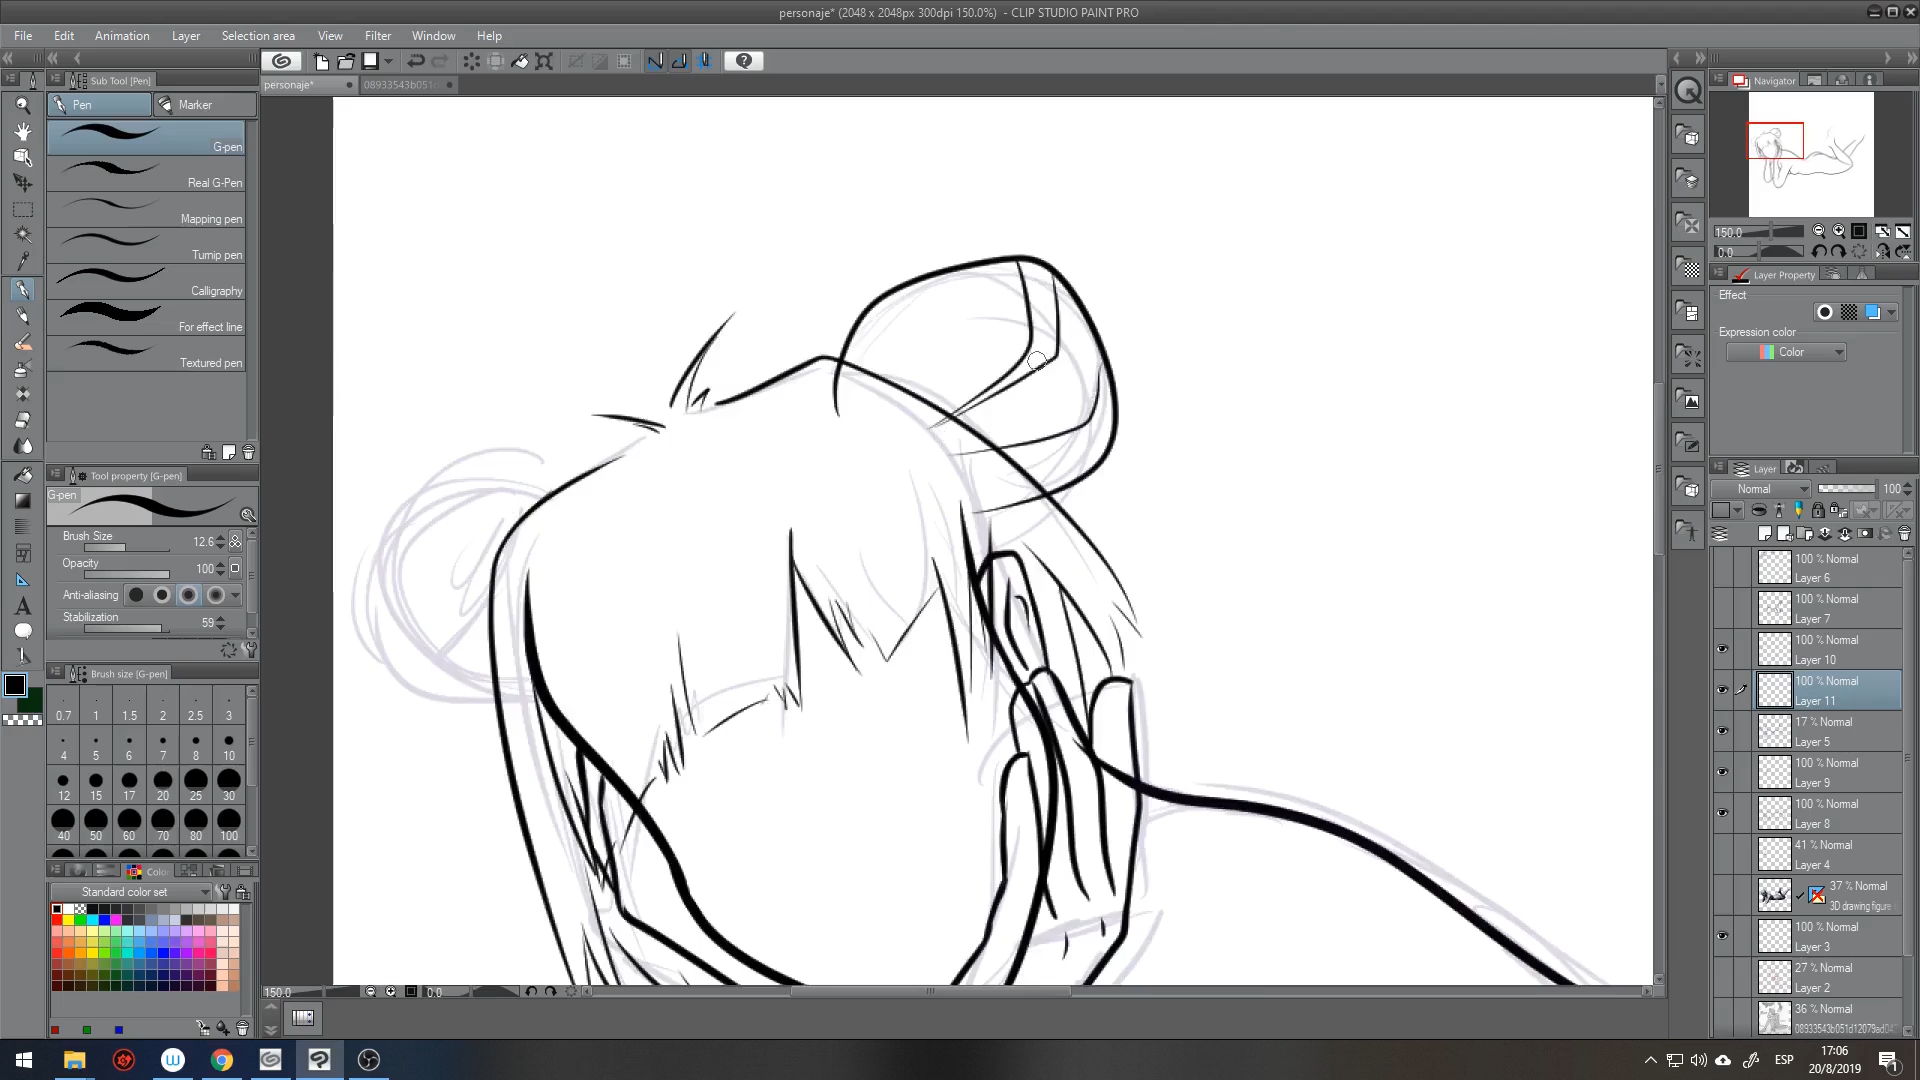 personaje* (2048 x 2048px 300dpi 150.0%) - CLIP STUDIO PAINT PRO
File Edit Animation Layer Selection area View Filter Window Help
Sub Tool [Pen]
Pen Marker
G-pen
Real G-Pen
Mapping pen
Turnip pen
Calligraphy
For effect line
Textured pen
Tool property [G-pen]
G-pen
Brush Size 12.6
Opacity 100
Anti-aliasing
Stabilization 59
Brush size [G-pen]
0.7 1 1.5 2 2.5 3
4 5 6 7 8 10
12 15 17 20 25 30
40 50 60 70 80 100
Colo
Standard color set
personaje* 08933543b051d
150.0 0.0
Navigator
150.0
0.0
Layer Property
Effect
Expression color
Color
Layer
Normal 100
100 % Normal
Layer 6
100 % Normal
Layer 7
100 % Normal
Layer 10
100 % Normal
Layer 11
17 % Normal
Layer 5
100 % Normal
Layer 9
100 % Normal
Layer 8
41 % Normal
Layer 4
37 % Normal
3D drawing figure
100 % Normal
Layer 3
27 % Normal
Layer 2
36 % Normal
ESP
17:06
20/8/2019
1